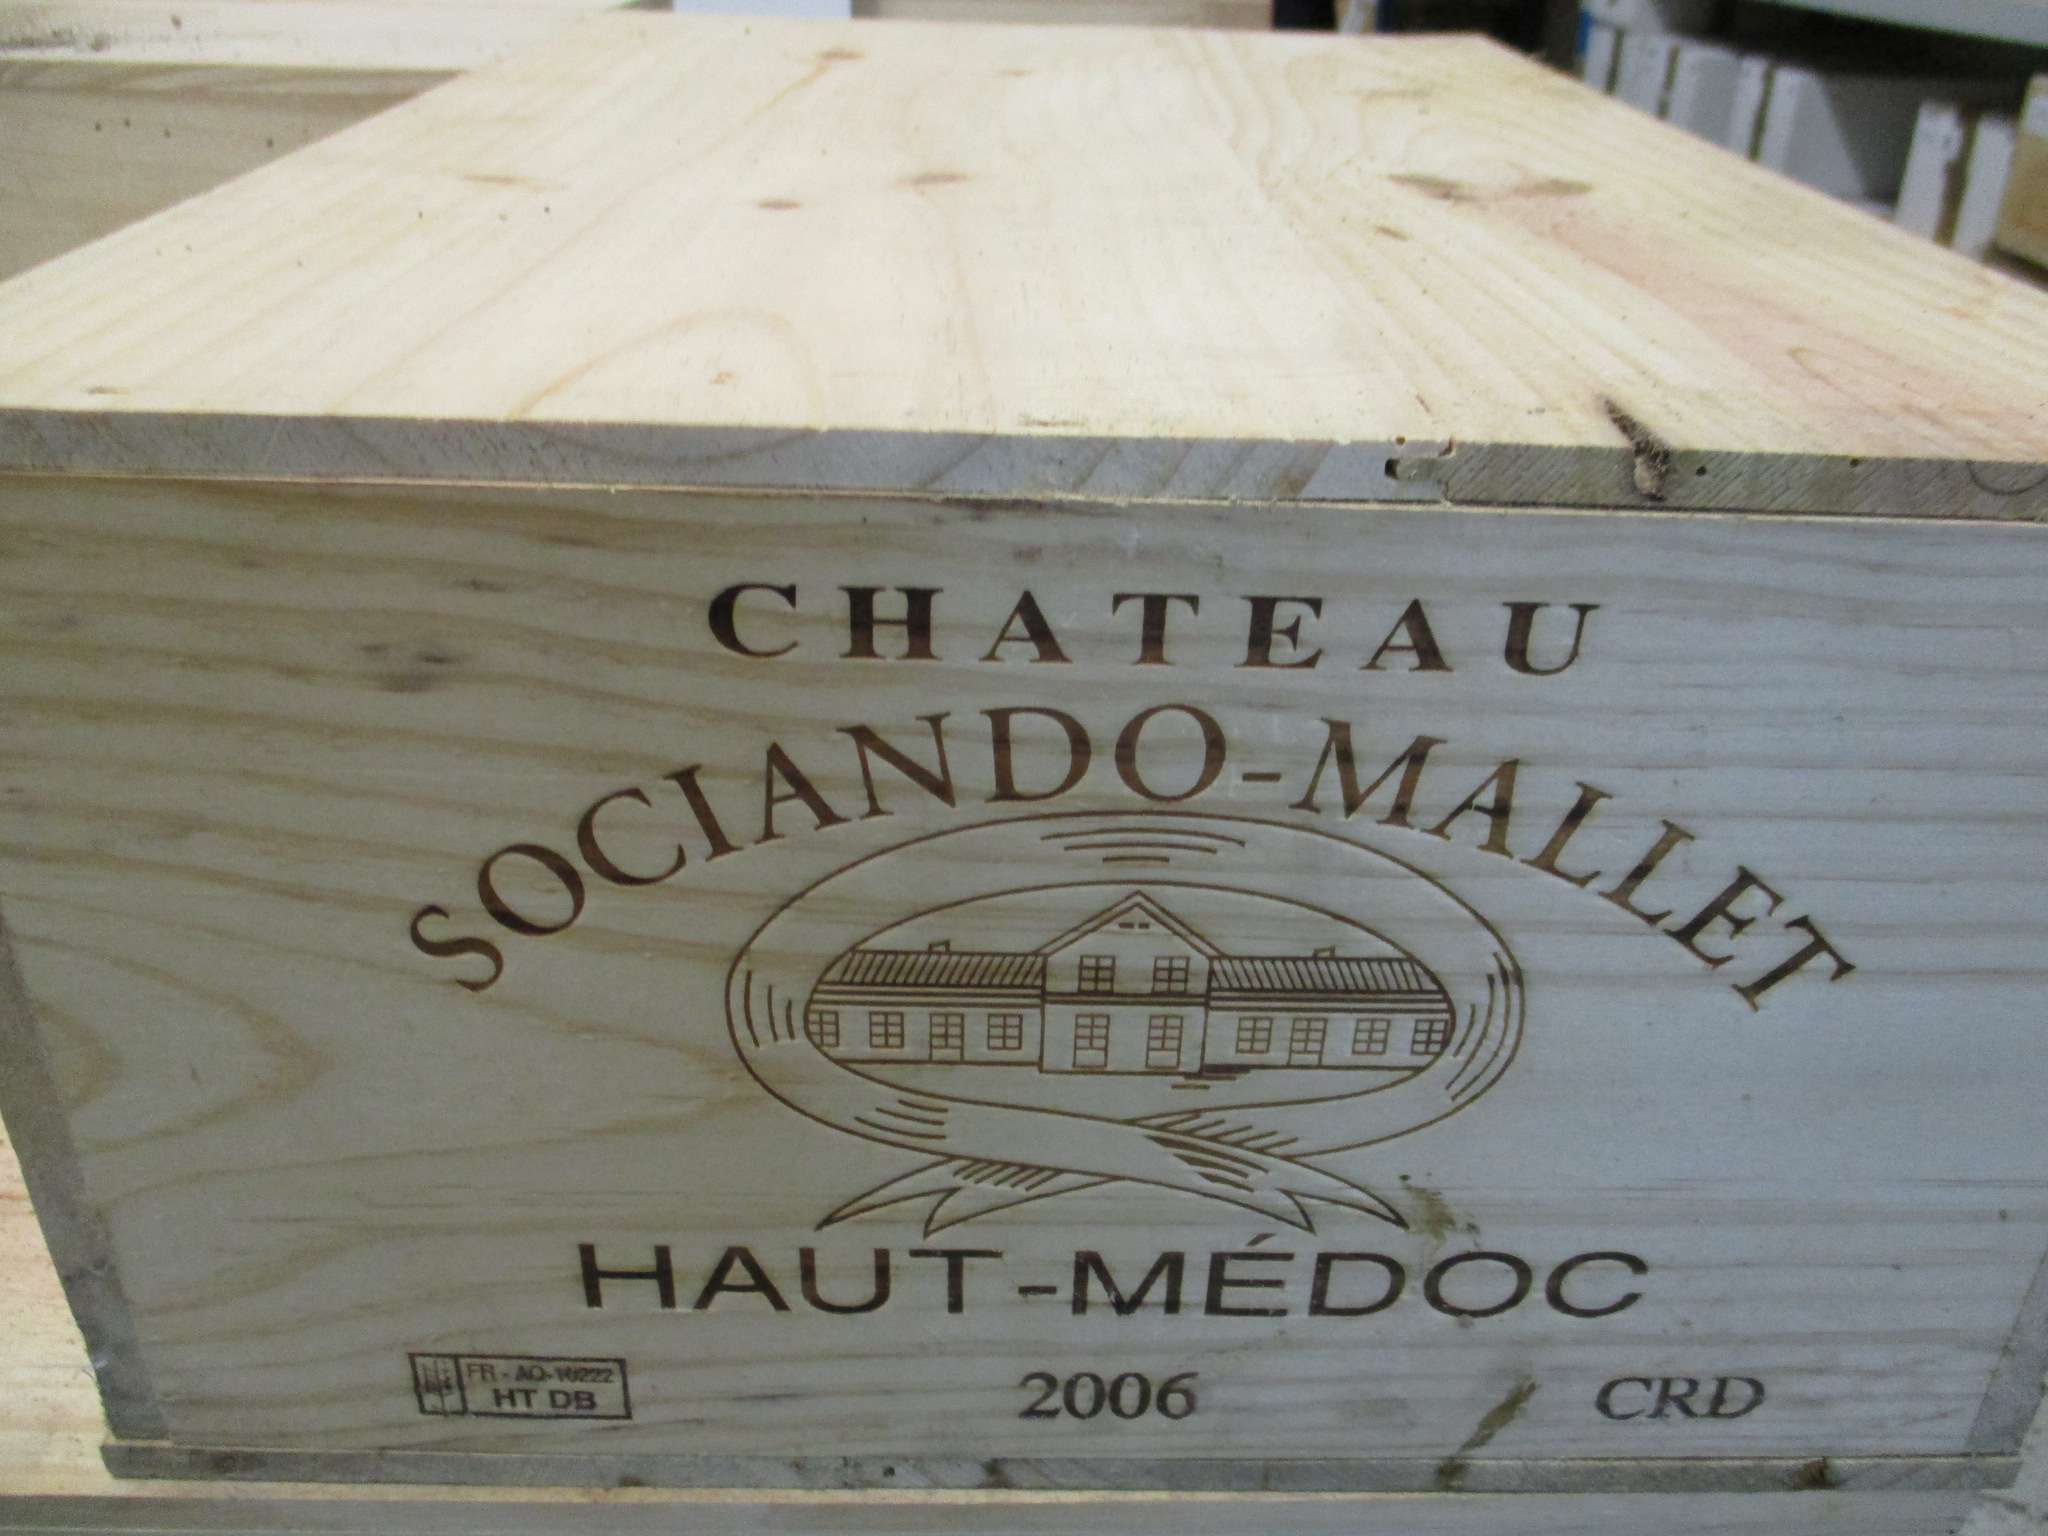 CHATEAU
SOCIANDO-MALLET
HAUT-MÉDOC
FR - AQ-10222
HT DB
2006
CRD